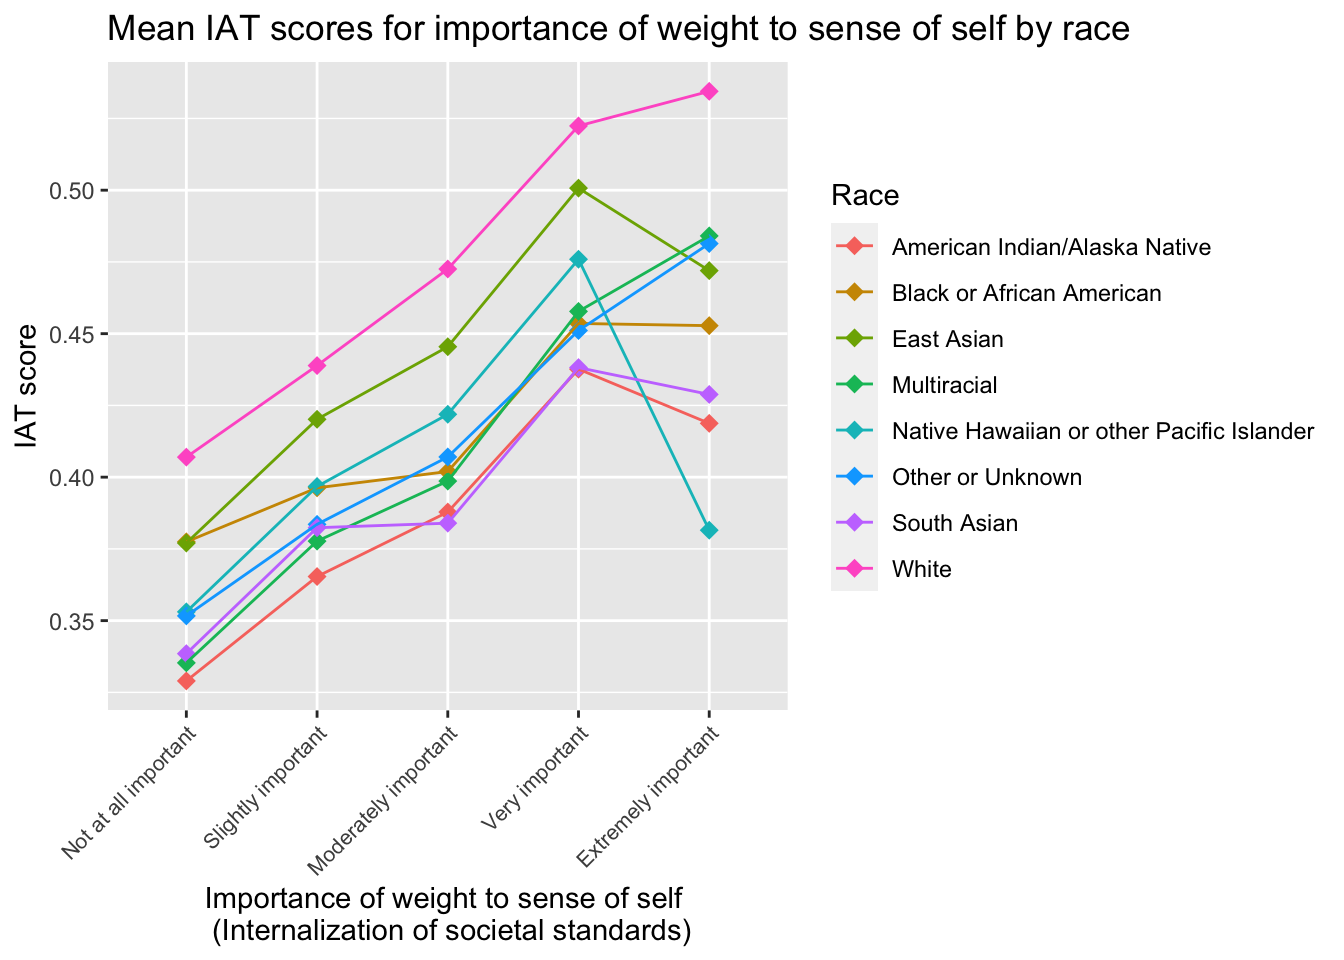 Mean IAT scores for importance of weight to sense of self by race
IAT score
0.50
0.45
0.40
0.35
Not at all important
Slightly important
Moderately important
Very important
Extremely important
Importance of weight to sense of self
(Internalization of societal standards)
Race
American Indian/Alaska Native
Black or African American
East Asian
Multiracial
Native Hawaiian or other Pacific Islander
Other or Unknown
South Asian
White